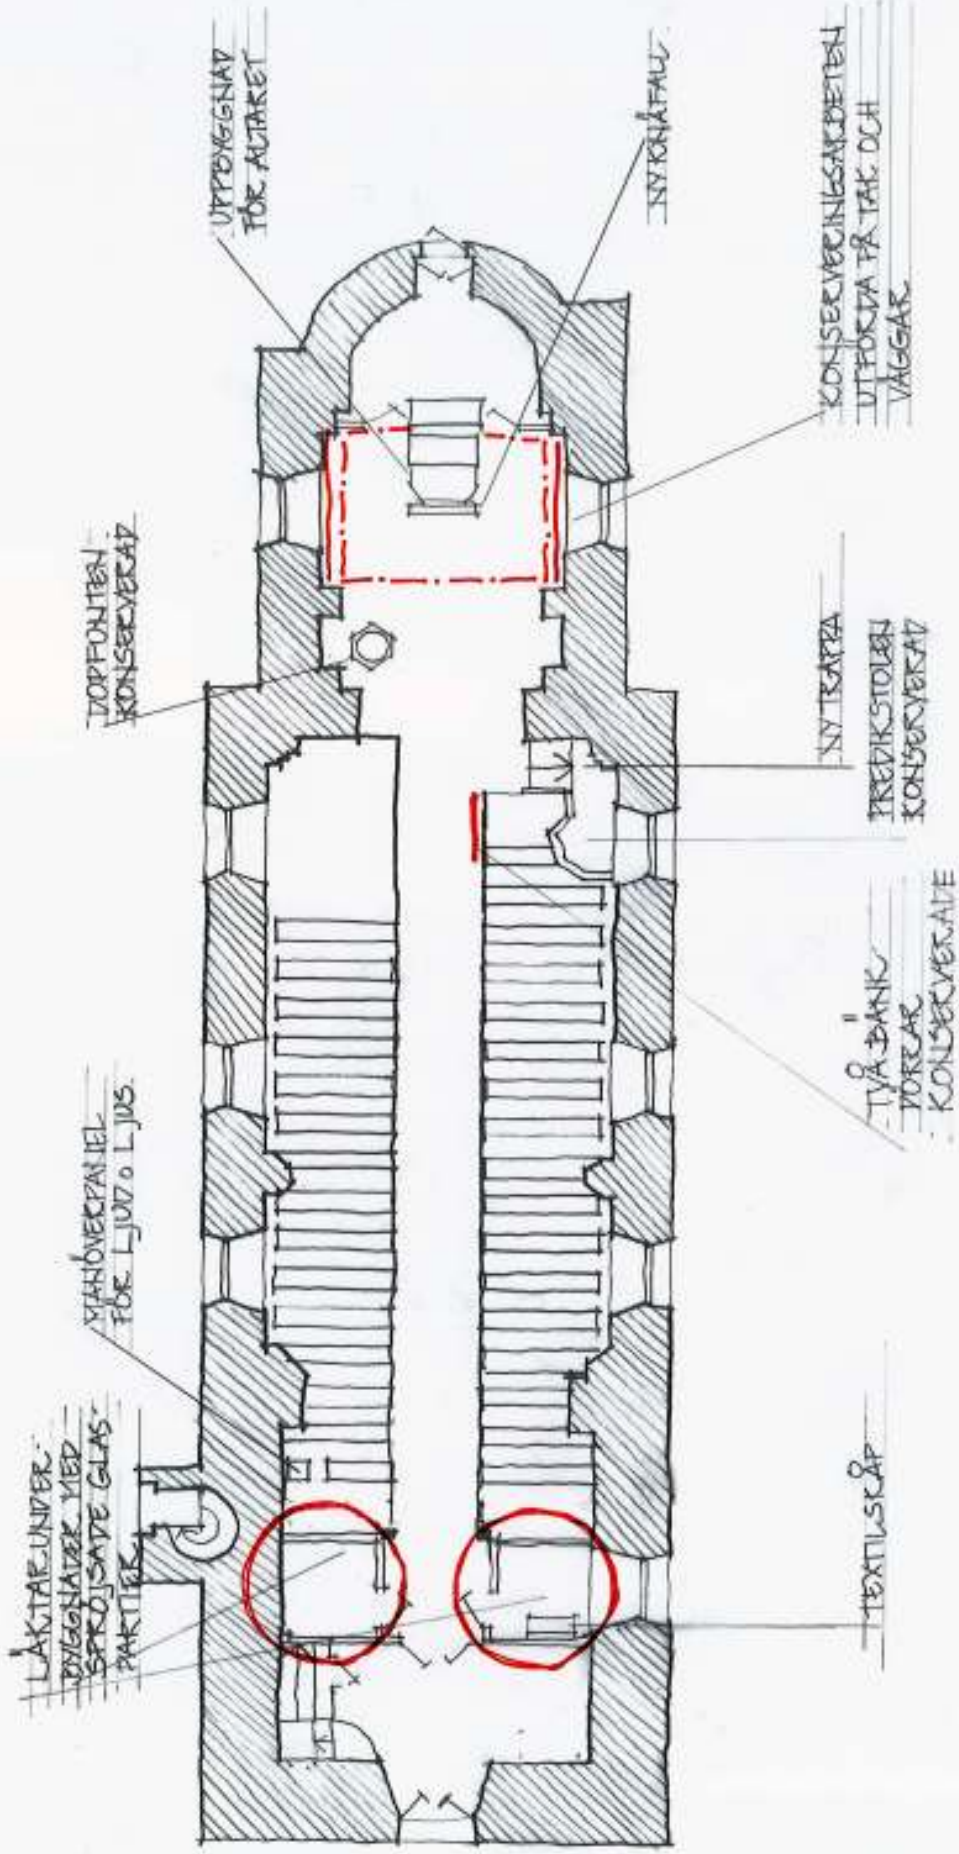 LÄKTARUNDER-
BYGGNADER MED
SPRÖJSADE GLAS-
PARTIER.
MANÖVERPANEL
FÖR LJUD O LJUS.
DOPFUNTEN
KONSERVERAD
UPPBYGGNAD
FÖR ALTARET
NY KNÄFALL.
KONSERVERINGSARBETEN
UTFÖRDA PÅ TAK OCH
VÄGGAR
NY TRAPPA
PREDIKSTOLEN
KONSERVERAD
TVÅ BÄNK-
DÖRRAR
KONSERVERADE
TEXTILSKÅP